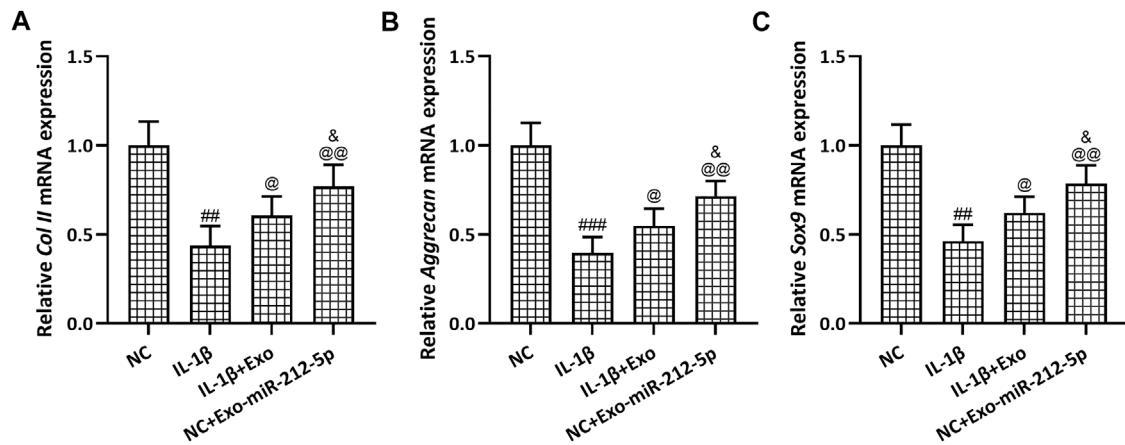 A
Relative Col II mRNA expression
1.5
1.0
0.5
0.0
##
@
&
@@
NC
IL-1β
IL-1β+Exo
NC+Exo-miR-212-5p
B
Relative Aggrecan mRNA expression
1.5
1.0
0.5
0.0
###
@
&
@@
NC
IL-1β
IL-1β+Exo
NC+Exo-miR-212-5p
C
Relative Sox9 mRNA expression
1.5
1.0
0.5
0.0
##
@
&
@@
NC
IL-1β
IL-1β+Exo
NC+Exo-miR-212-5p